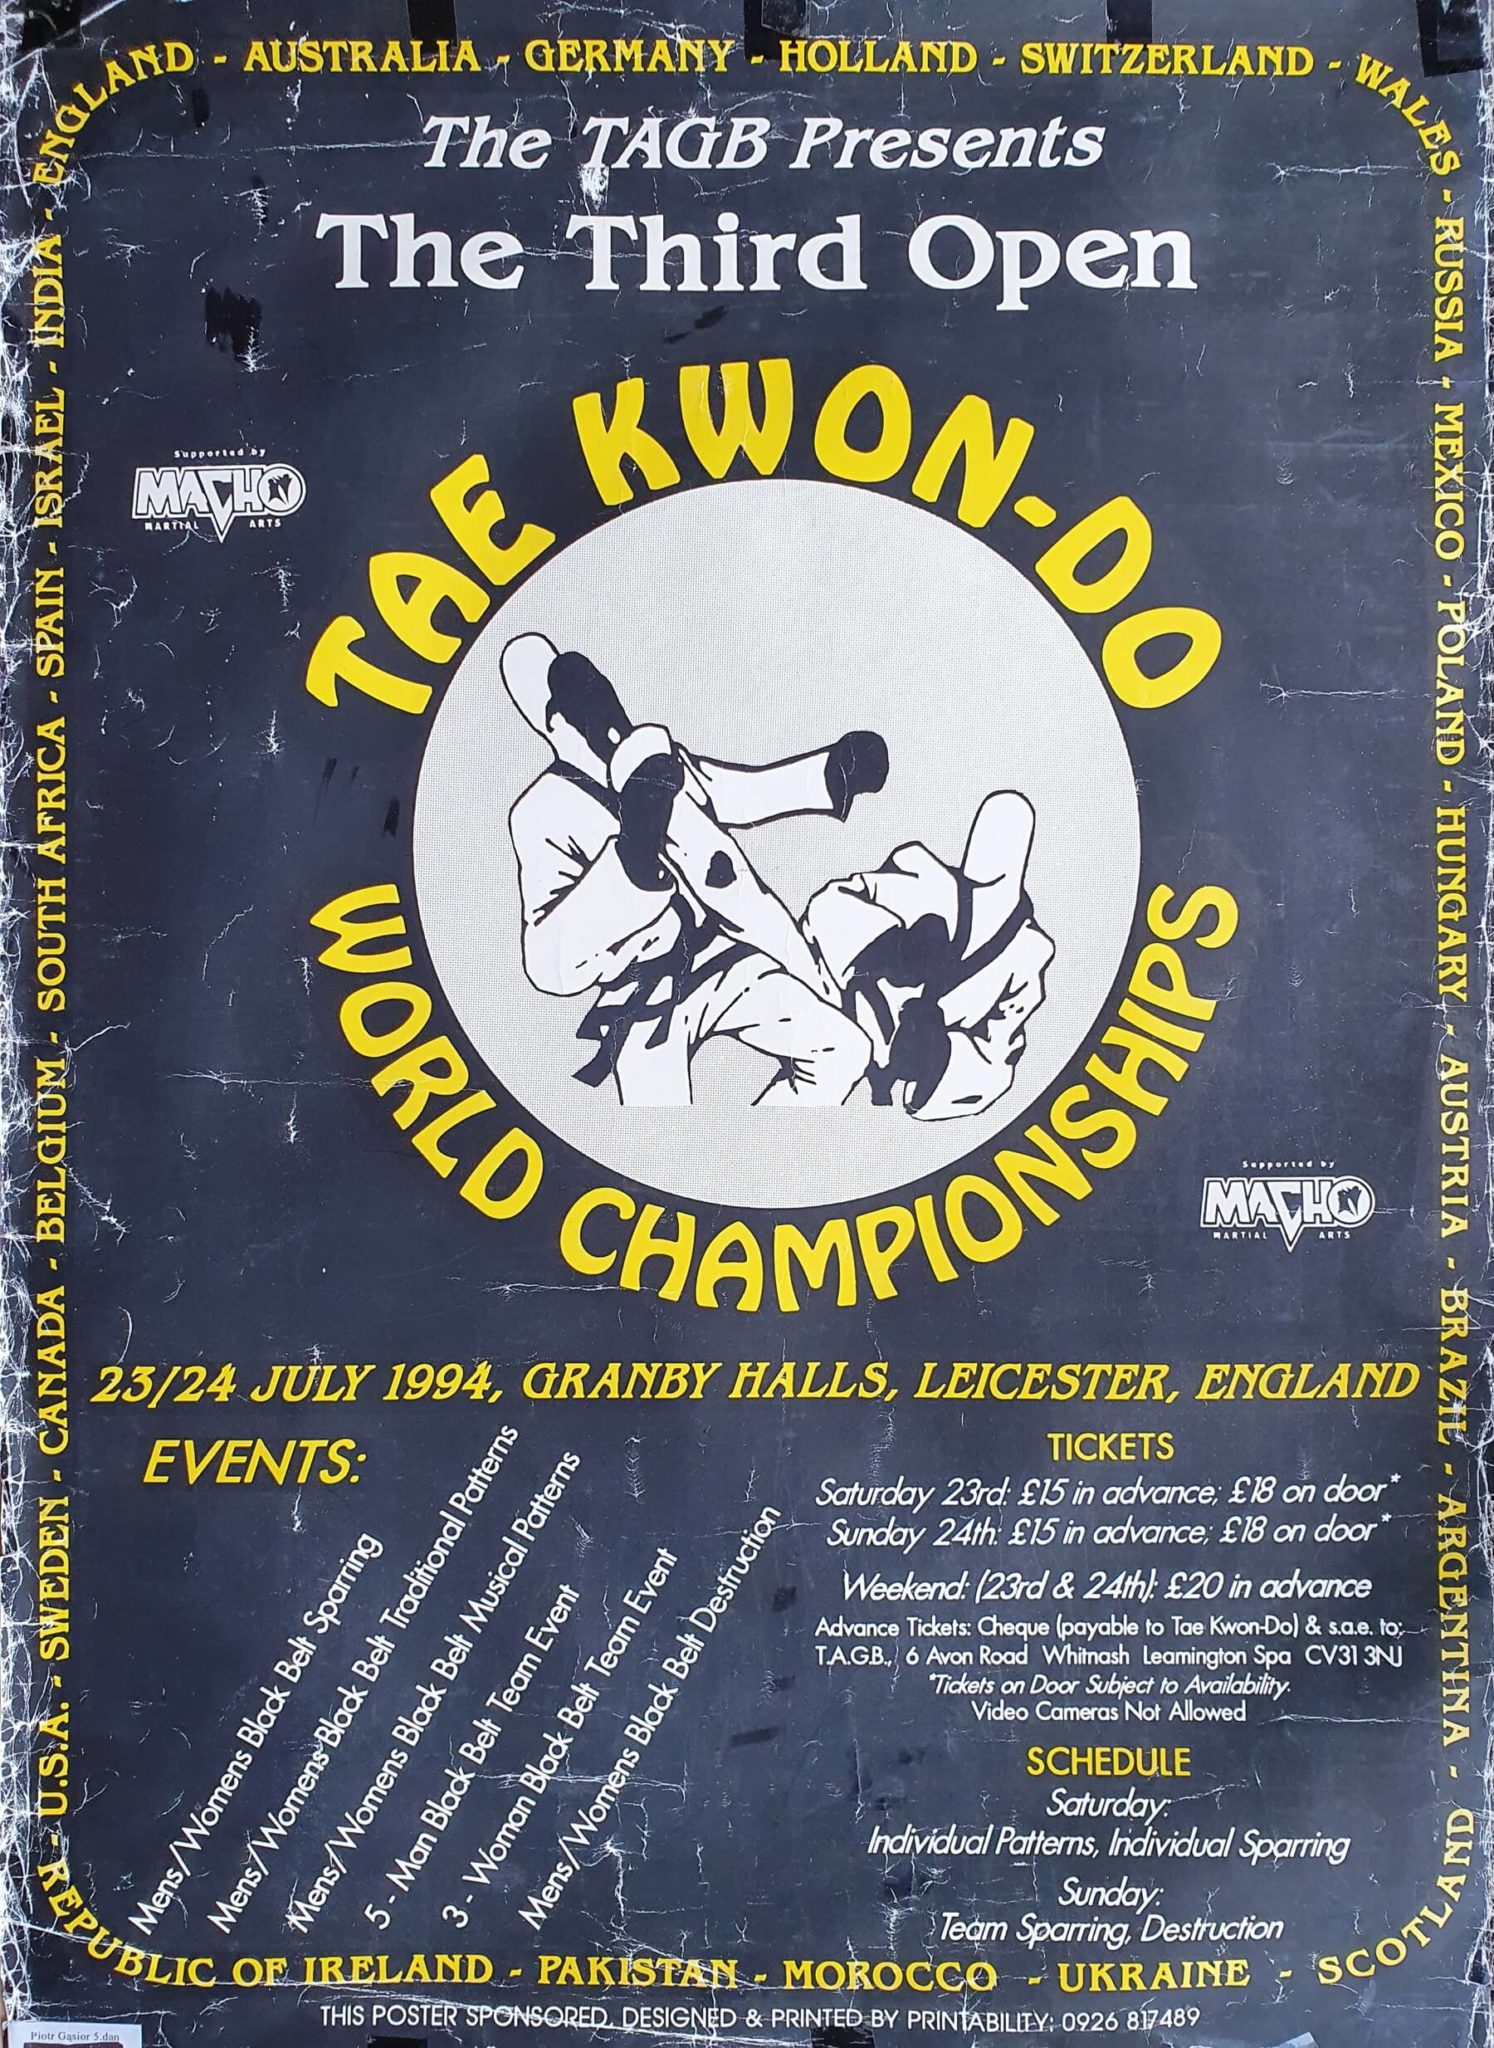 ENGLAND - AUSTRALIA - GERMANY - HOLLAND - SWITZERLAND - WALES - RUSSIA - MEXICO - POLAND - HUNGARY - AUSTRIA - BRAZIL - ARGENTINA - SCOTLAND - UKRAINE - MOROCCO - PAKISTAN - REPUBLIC OF IRELAND - U.S.A. - SWEDEN - CANADA - BELGIUM - SOUTH AFRICA - SPAIN - ISRAEL - INDIA -
The TAGB Presents
The Third Open
TAE KWON-DO
WORLD CHAMPIONSHIPS
Supported by
MACHO
MARTIAL ARTS
Supported by
MACHO
MARTIAL ARTS
23/24 JULY 1994, GRANBY HALLS, LEICESTER, ENGLAND
EVENTS:
Mens/Womens Black Belt Sparring
Mens/Womens Black Belt Traditional Patterns
Mens/Womens Black Belt Musical Patterns
5 - Man Black Belt Team Event
3 - Woman Black Belt Team Event
Mens/Womens Black Belt Destruction
TICKETS
Saturday 23rd: £15 in advance; £18 on door*
Sunday 24th: £15 in advance; £18 on door*
Weekend: (23rd & 24th): £20 in advance
Advance Tickets: Cheque (payable to Tae Kwon-Do) & s.a.e. to:
T.A.G.B., 6 Avon Road Whitnash Leamington Spa CV31 3NJ
*Tickets on Door Subject to Availability.
Video Cameras Not Allowed
SCHEDULE
Saturday:
Individual Patterns, Individual Sparring
Sunday:
Team Sparring, Destruction
THIS POSTER SPONSORED, DESIGNED & PRINTED BY PRINTABILITY: 0926 817489
Piotr Gąsior 5.dan